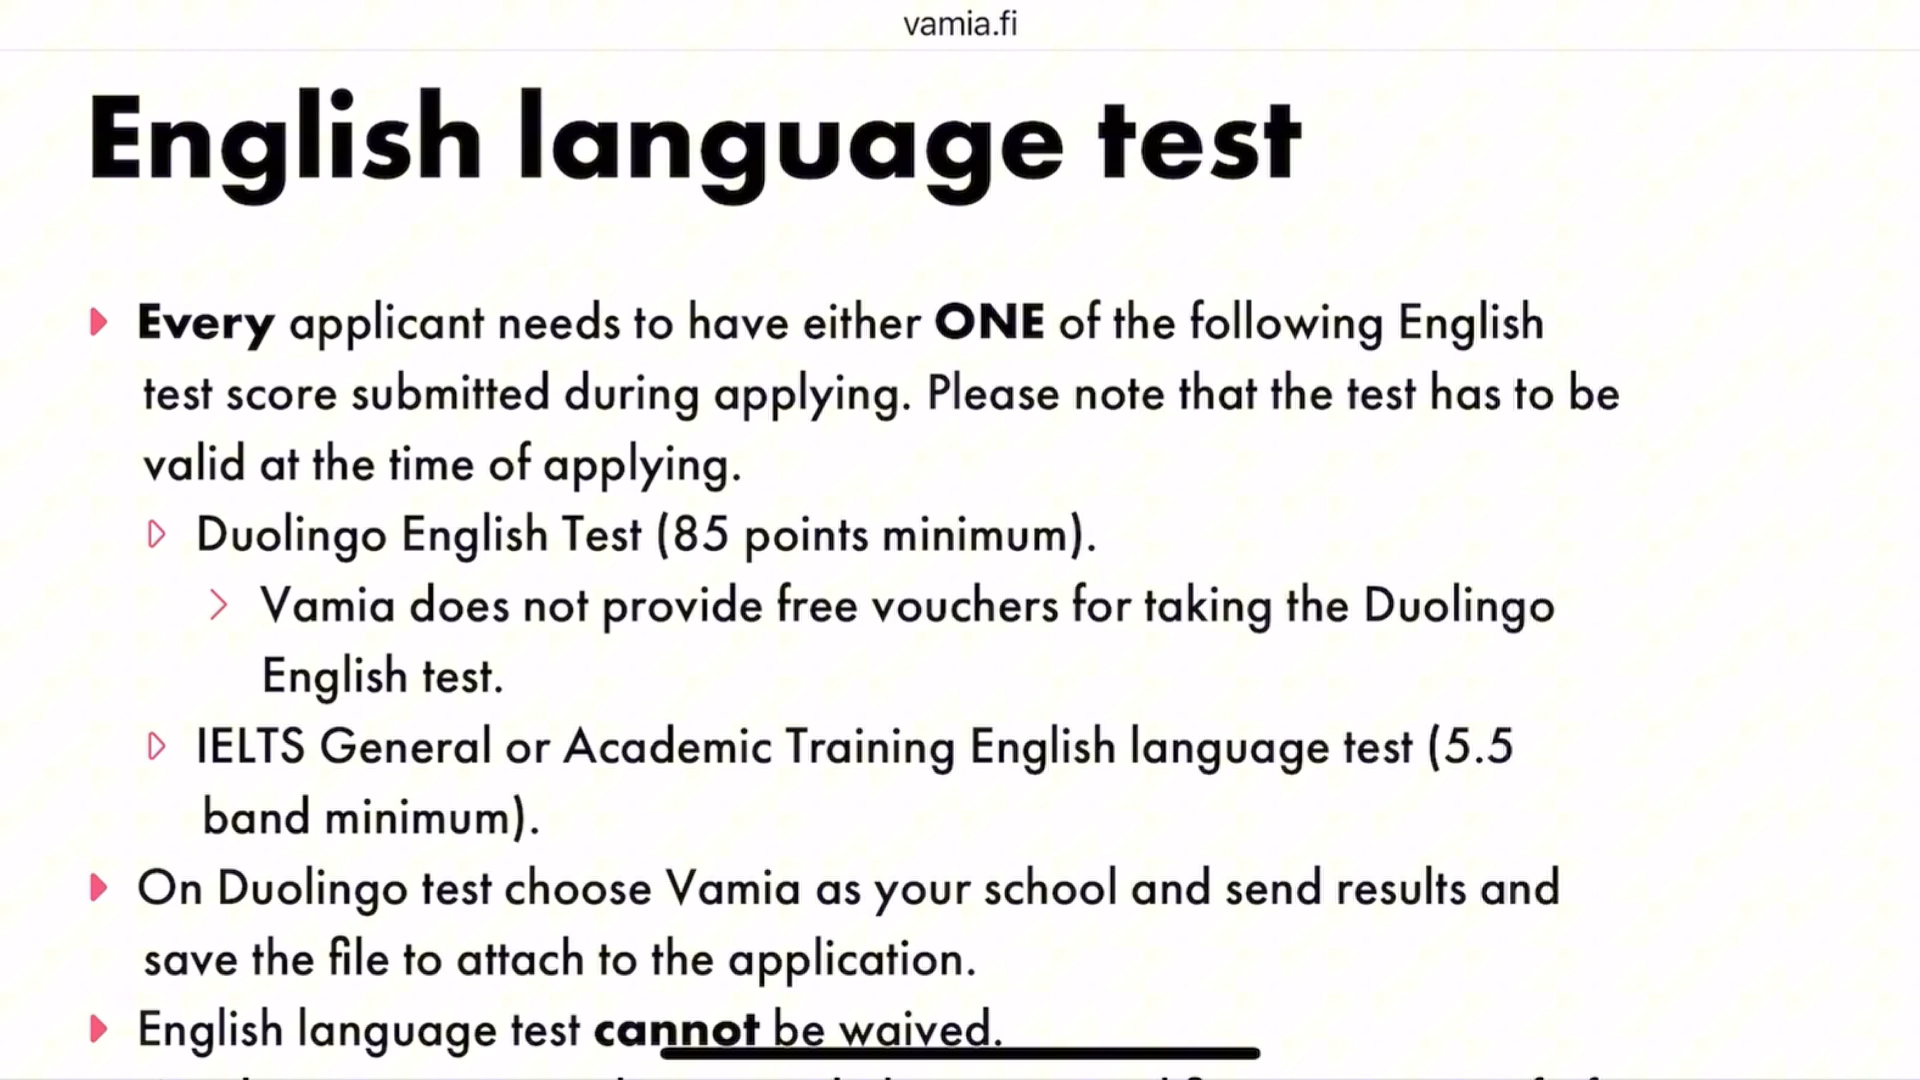 vamia.fi
English language test
Every applicant needs to have either ONE of the following English
test score submitted during applying. Please note that the test has to be
valid at the time of applying.
Duolingo English Test (85 points minimum).
Vamia does not provide free vouchers for taking the Duolingo
English test.
IELTS General or Academic Training English language test (5.5
band minimum).
On Duolingo test choose Vamia as your school and send results and
save the file to attach to the application.
English language test cannot be waived.